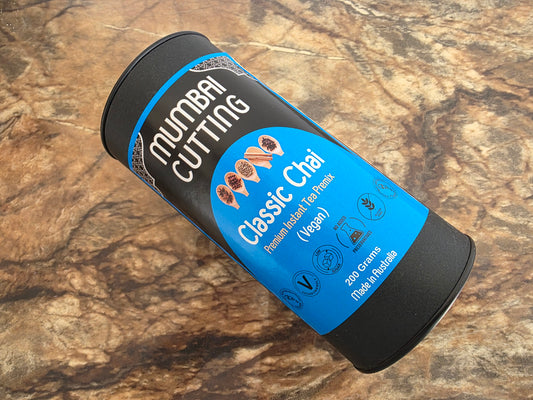 MUMBAI
CUTTING
Classic Chai
Premium Instant Tea Premix
(Vegan)
200 Grams
Made in Australia